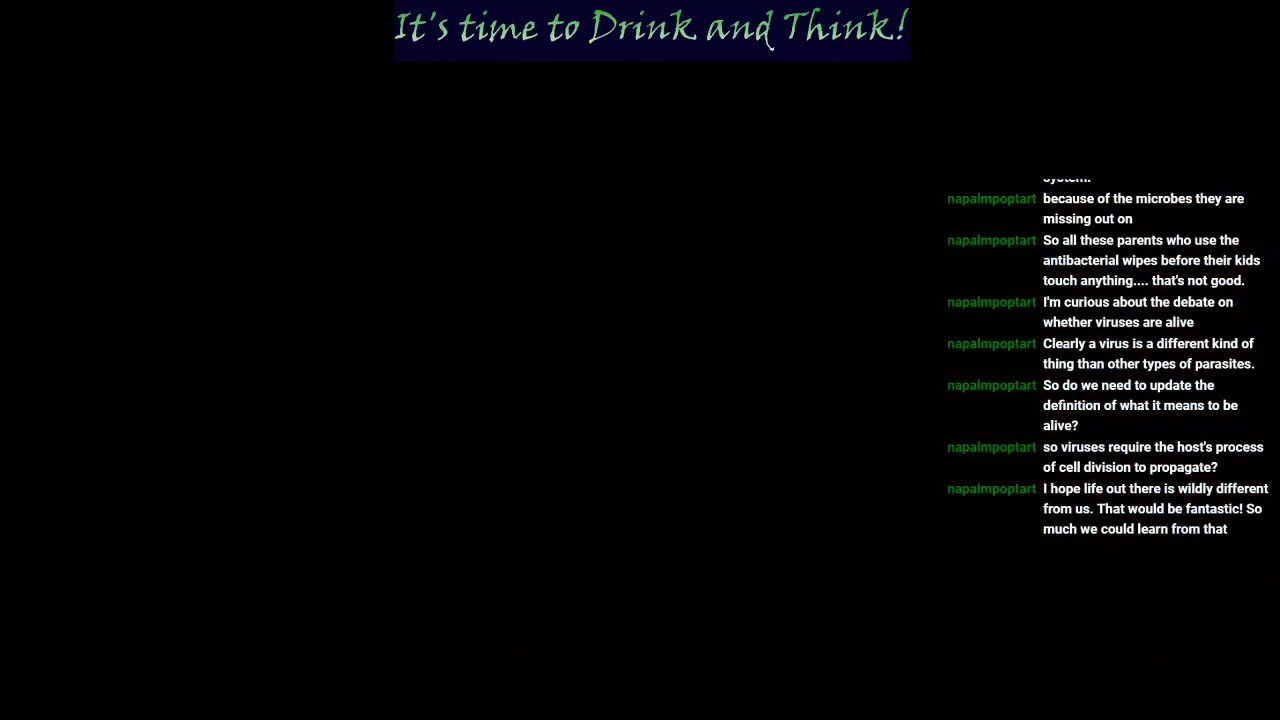 It's time to Drink and Think!
system.
napalmpoptart because of the microbes they are
missing out on
napalmpoptart So all these parents who use the
antibacterial wipes before their kids
touch anything.... that's not good.
napalmpoptart I'm curious about the debate on
whether viruses are alive
napalmpoptart Clearly a virus is a different kind of
thing than other types of parasites.
napalmpoptart So do we need to update the
definition of what it means to be
alive?
napalmpoptart so viruses require the host's process
of cell division to propagate?
napalmpoptart I hope life out there is wildly different
from us. That would be fantastic! So
much we could learn from that